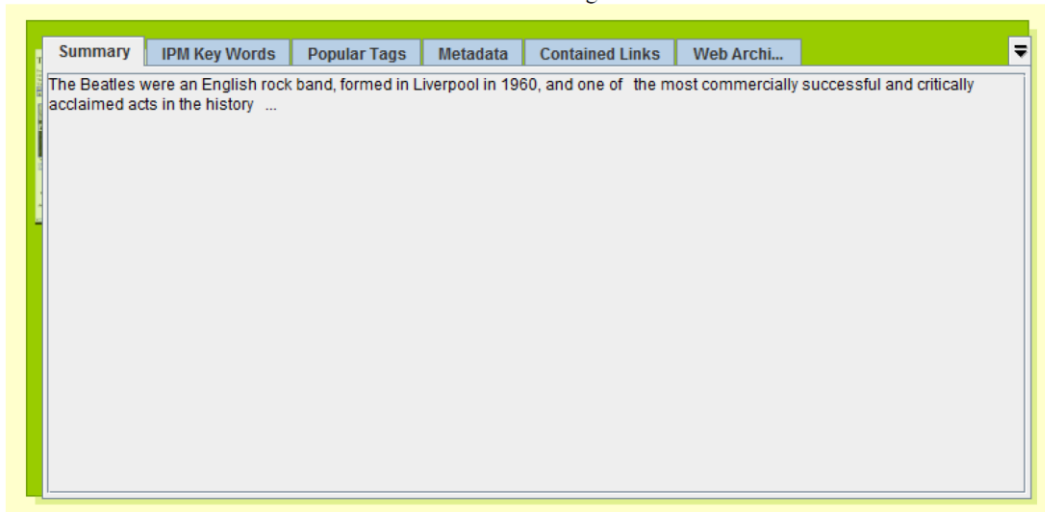 Summary IPM Key Words Popular Tags Metadata Contained Links Web Archi...
The Beatles were an English rock band, formed in Liverpool in 1960, and one of the most commercially successful and critically
acclaimed acts in the history ...